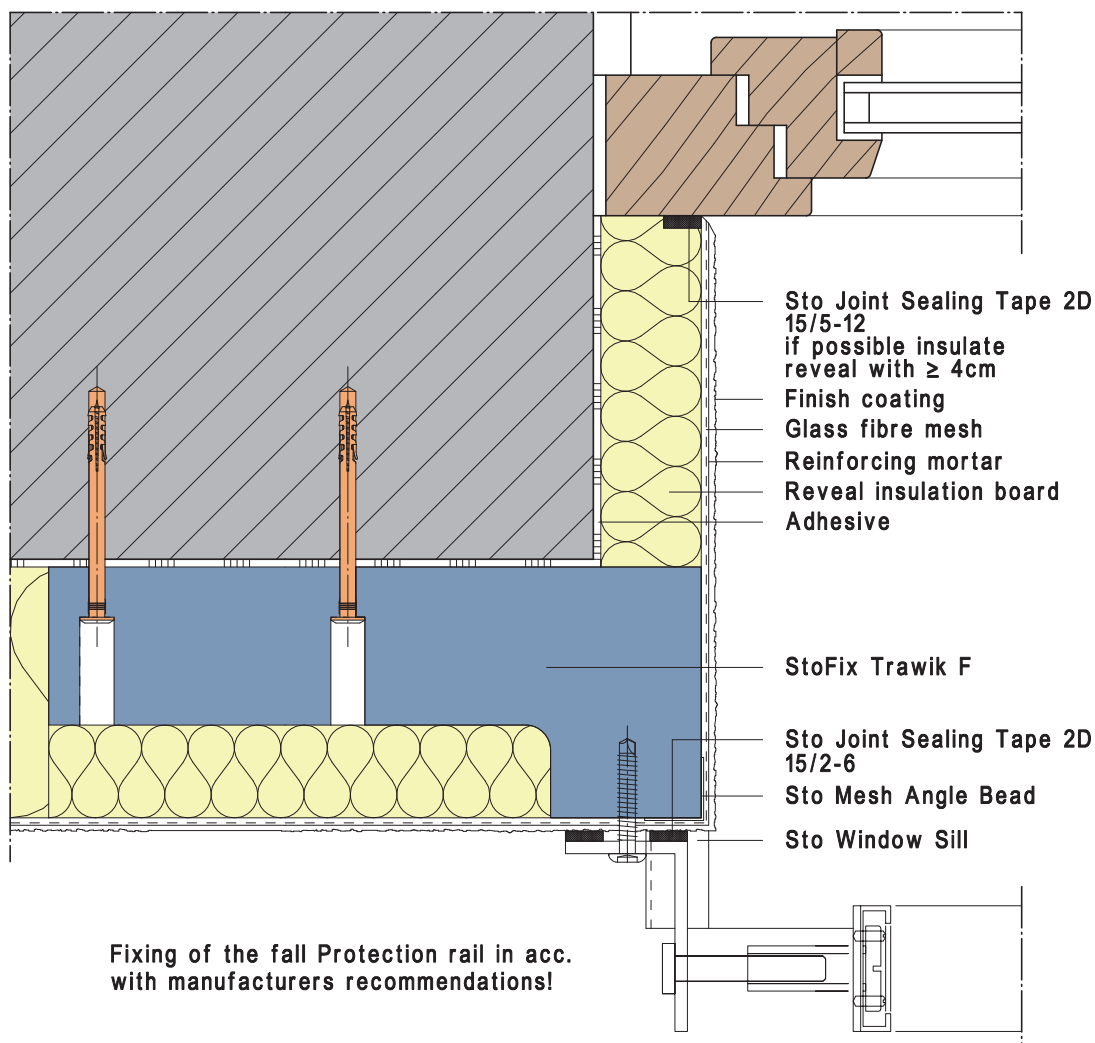 Sto Joint Sealing Tape 2D
15/5-12
if possible insulate
reveal with ≥ 4cm
Finish coating
Glass fibre mesh
Reinforcing mortar
Reveal insulation board
Adhesive
StoFix Trawik F
Sto Joint Sealing Tape 2D
15/2-6
Sto Mesh Angle Bead
Sto Window Sill
Fixing of the fall Protection rail in acc.
with manufacturers recommendations!